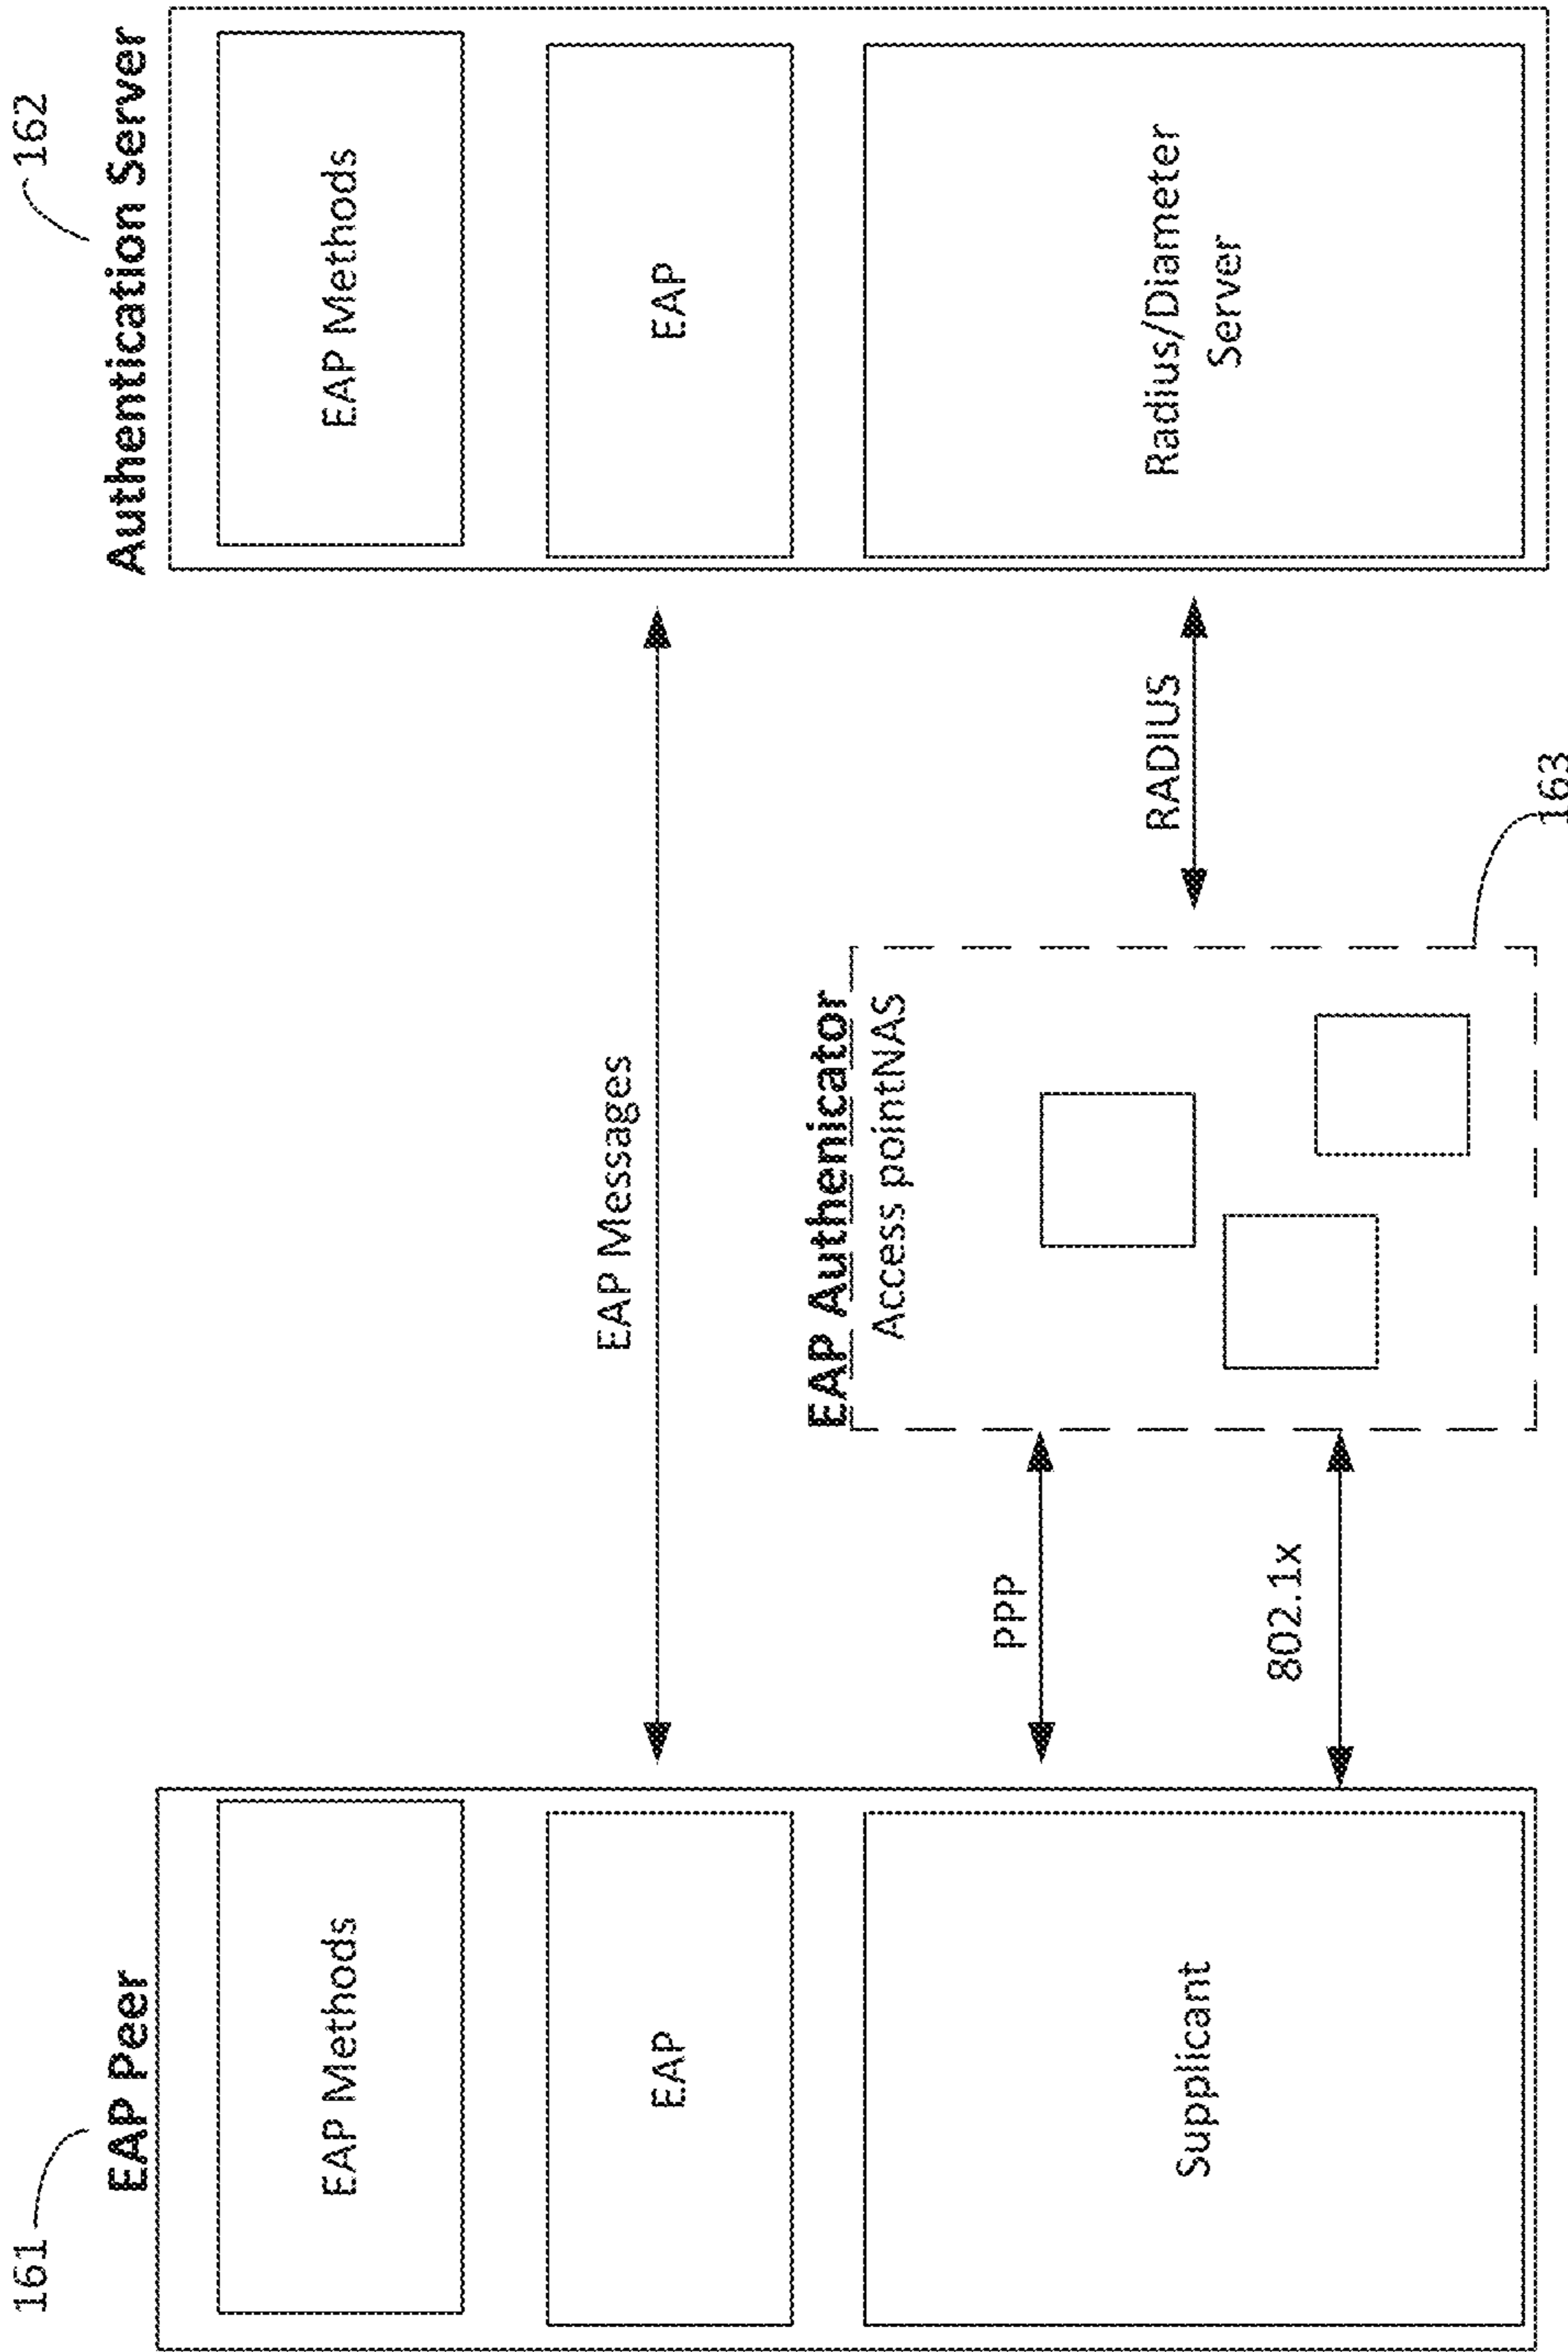 161
EAP Peer
EAP Methods
EAP
Supplicant
EAP Messages
PPP
802.1x
EAP Authenicator
Access pointNAS
163
RADIUS
162
Authentication Server
EAP Methods
EAP
Radius/Diameter
Server